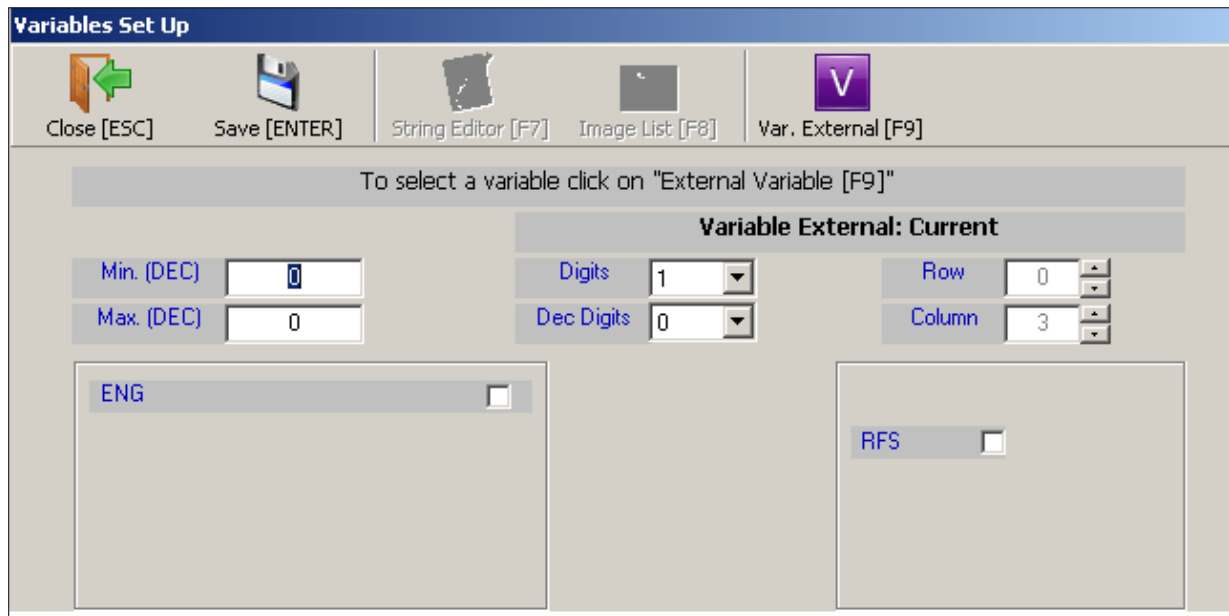 Variables Set Up
V
Close [ESC] Save [ENTER] String Editor [F7] Image List [F8] Var. External [F9]
To select a variable click on "External Variable [F9]"
Variable External: Current
Min. (DEC) 0 Digits 1 Row 0
Max. (DEC) 0 Dec Digits 0 Column 3
ENG
RFS